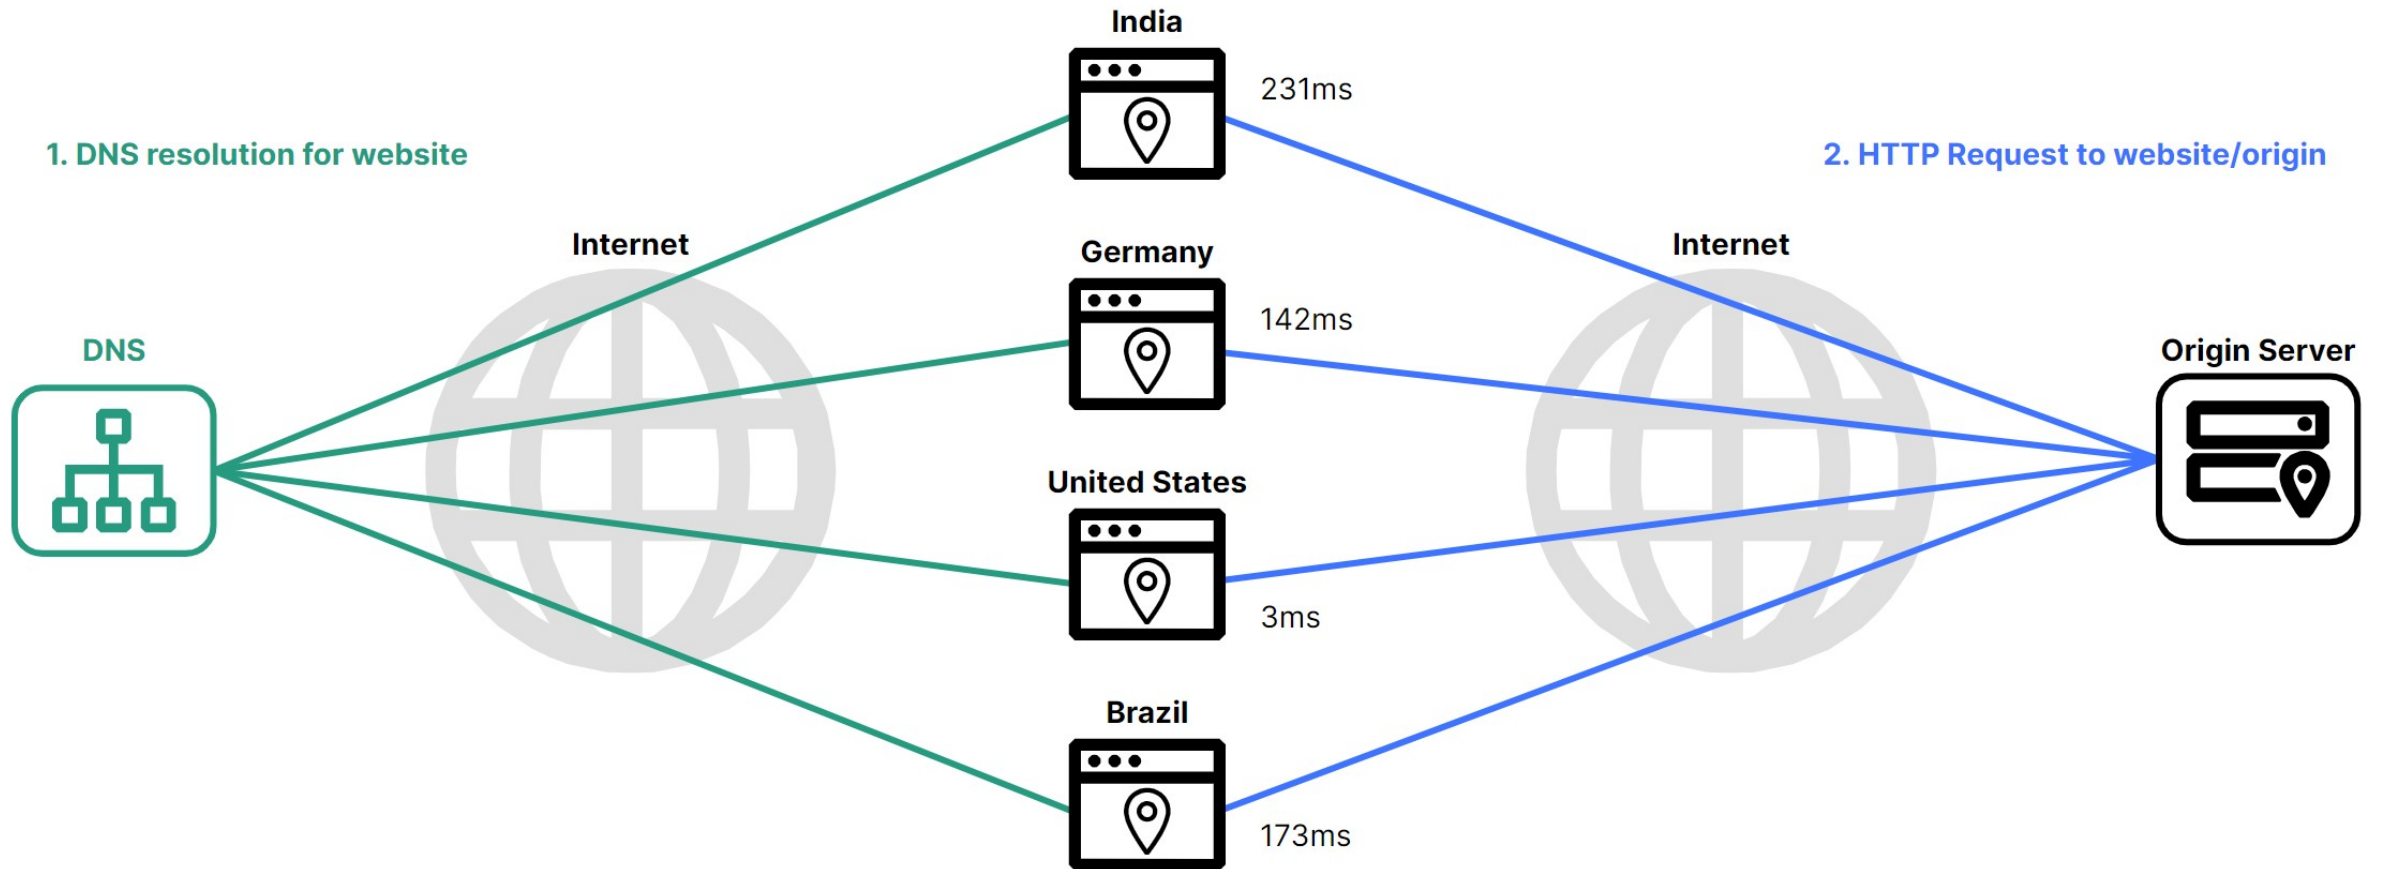 India
231ms
1. DNS resolution for website
2. HTTP Request to website/origin
Internet
Internet
Germany
142ms
DNS
Origin Server
United States
3ms
Brazil
173ms